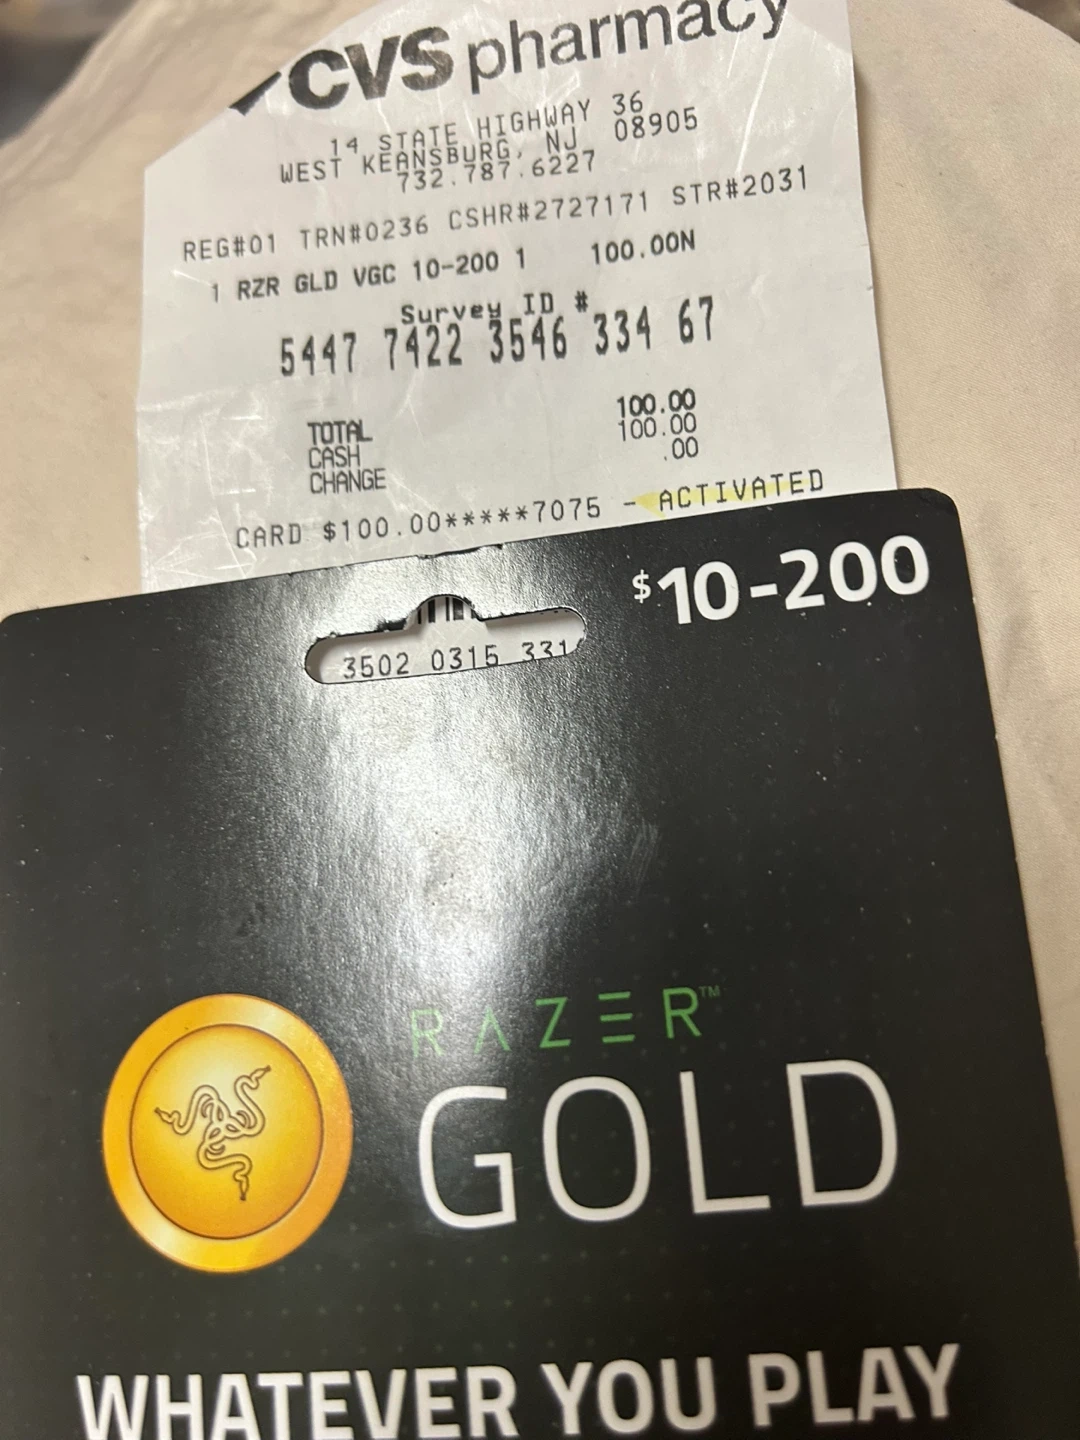 CVS pharmacy
14 STATE HIGHWAY 36
WEST KEANSBURG, NJ 08905
732.787.6227
REG#01 TRN#0236 CSHR#2727171 STR#2031
1 RZR GLD VGC 10-200 1 100.00N
Survey ID #
5447 7422 3546 334 67
TOTAL 100.00
CASH 100.00
CHANGE .00
CARD $100.00*****7075 - ACTIVATED
$10-200
3502 0315 331
RAZER™
GOLD
WHATEVER YOU PLAY